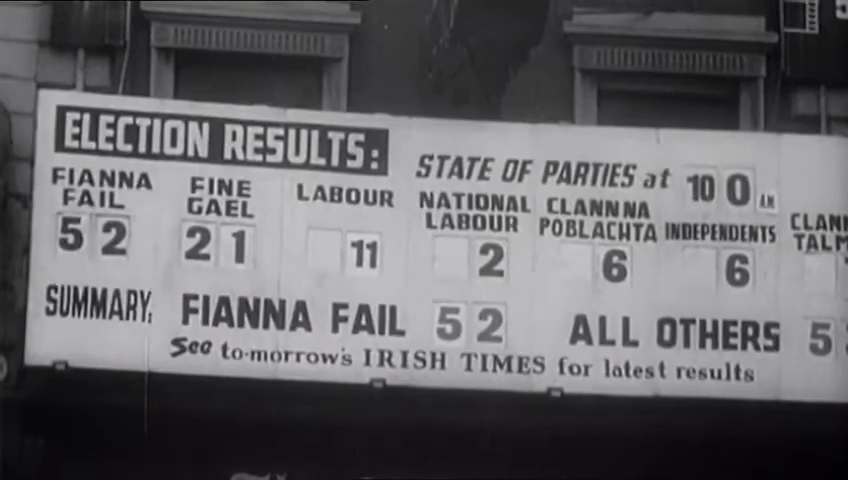 ELECTION RESULTS:
STATE OF PARTIES at 10 0 AM
FIANNA FAIL
FINE GAEL
LABOUR
NATIONAL LABOUR
CLANN NA POBLACHTA
INDEPENDENTS
52
21
11
2
6
6
SUMMARY: FIANNA FAIL 52 ALL OTHERS
See to-morrow's IRISH TIMES for latest results